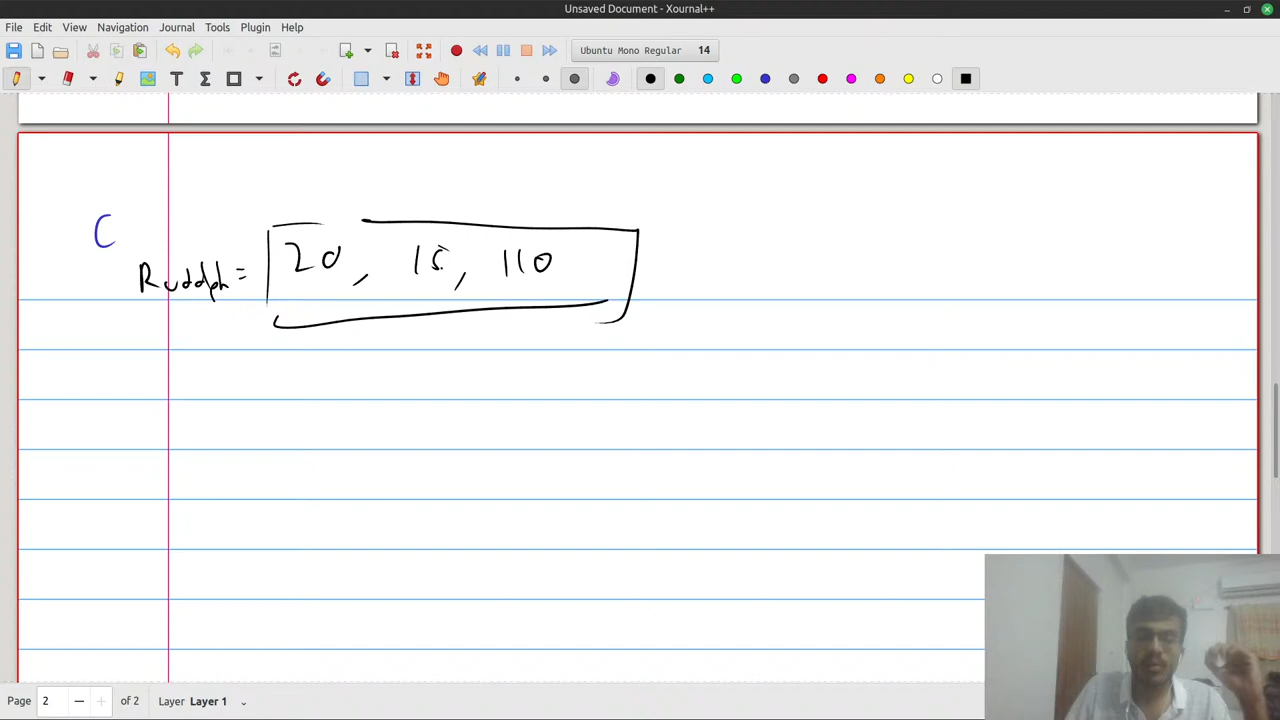 Unsaved Document - Xournal++
File Edit View Navigation Journal Tools Plugin Help
Ubuntu Mono Regular 14
C
Rudolph = 20, 15, 110
Page 2 of 2 Layer Layer 1